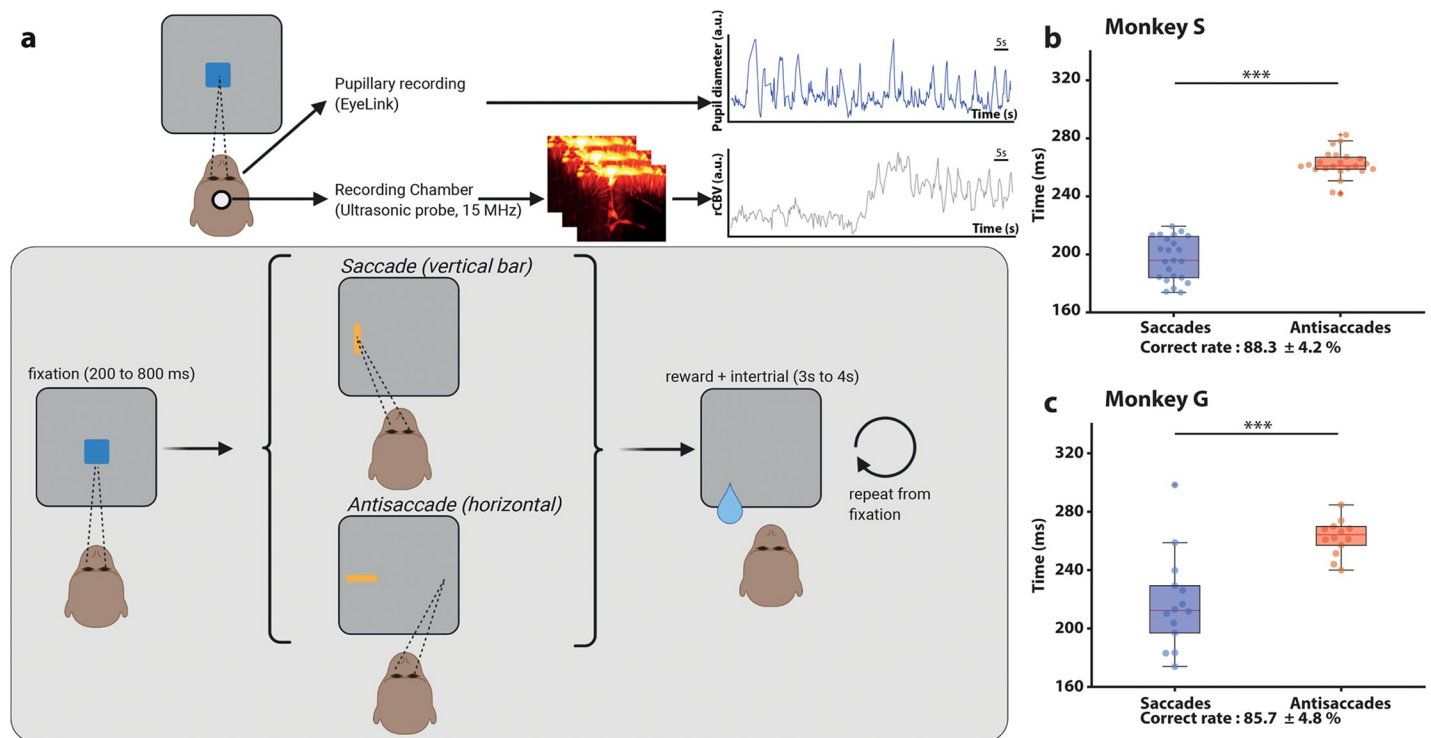 a
Pupillary recording
(EyeLink)
Recording Chamber
(Ultrasonic probe, 15 MHz)
Pupil diameter (a.u.)
5s
Time (s)
rCBV (a.u.)
5s
Time (s)
fixation (200 to 800 ms)
Saccade (vertical bar)
Antisaccade (horizontal)
reward + intertrial (3s to 4s)
repeat from
fixation
b
Monkey S
Time (ms)
320
280
240
200
160
***
Saccades
Antisaccades
Correct rate : 88.3 ± 4.2 %
c
Monkey G
Time (ms)
320
280
240
200
160
***
Saccades
Antisaccades
Correct rate : 85.7 ± 4.8 %